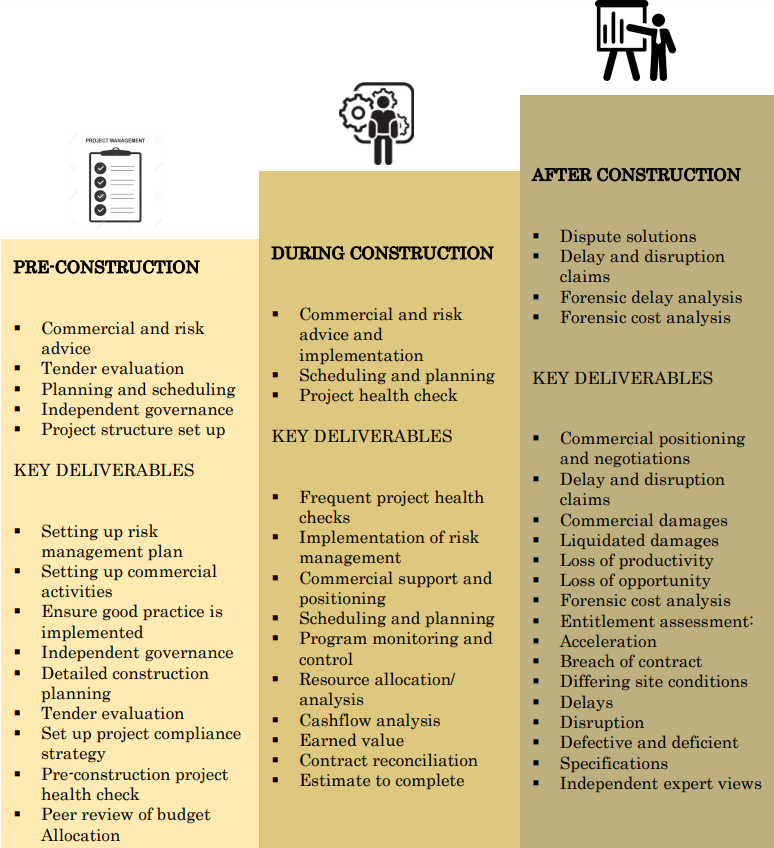 PROJECT MANAGEMENT
PRE-CONSTRUCTION
▪ Commercial and risk
advice
▪ Tender evaluation
▪ Planning and scheduling
▪ Independent governance
▪ Project structure set up
KEY DELIVERABLES
▪ Setting up risk
management plan
▪ Setting up commercial
activities
▪ Ensure good practice is
implemented
▪ Independent governance
▪ Detailed construction
planning
▪ Tender evaluation
▪ Set up project compliance
strategy
▪ Pre-construction project
health check
▪ Peer review of budget
Allocation
DURING CONSTRUCTION
▪ Commercial and risk
advice and
implementation
▪ Scheduling and planning
▪ Project health check
KEY DELIVERABLES
▪ Frequent project health
checks
▪ Implementation of risk
management
▪ Commercial support and
positioning
▪ Scheduling and planning
▪ Program monitoring and
control
▪ Resource allocation/
analysis
▪ Cashflow analysis
▪ Earned value
▪ Contract reconciliation
▪ Estimate to complete
AFTER CONSTRUCTION
▪ Dispute solutions
▪ Delay and disruption
claims
▪ Forensic delay analysis
▪ Forensic cost analysis
KEY DELIVERABLES
▪ Commercial positioning
and negotiations
▪ Delay and disruption
claims
▪ Commercial damages
▪ Liquidated damages
▪ Loss of productivity
▪ Loss of opportunity
▪ Forensic cost analysis
▪ Entitlement assessment:
▪ Acceleration
▪ Breach of contract
▪ Differing site conditions
▪ Delays
▪ Disruption
▪ Defective and deficient
▪ Specifications
▪ Independent expert views